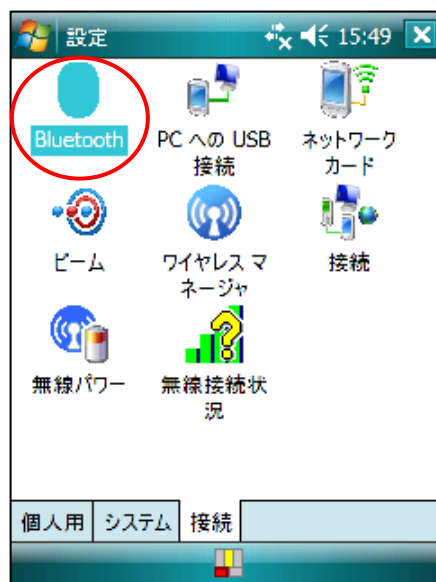 設定 15:49
Bluetooth
PC への USB
接続
ネットワーク
カード
ビーム
ワイヤレス マ
ネージャ
接続
無線パワー
無線接続状
況
個人用 システム 接続